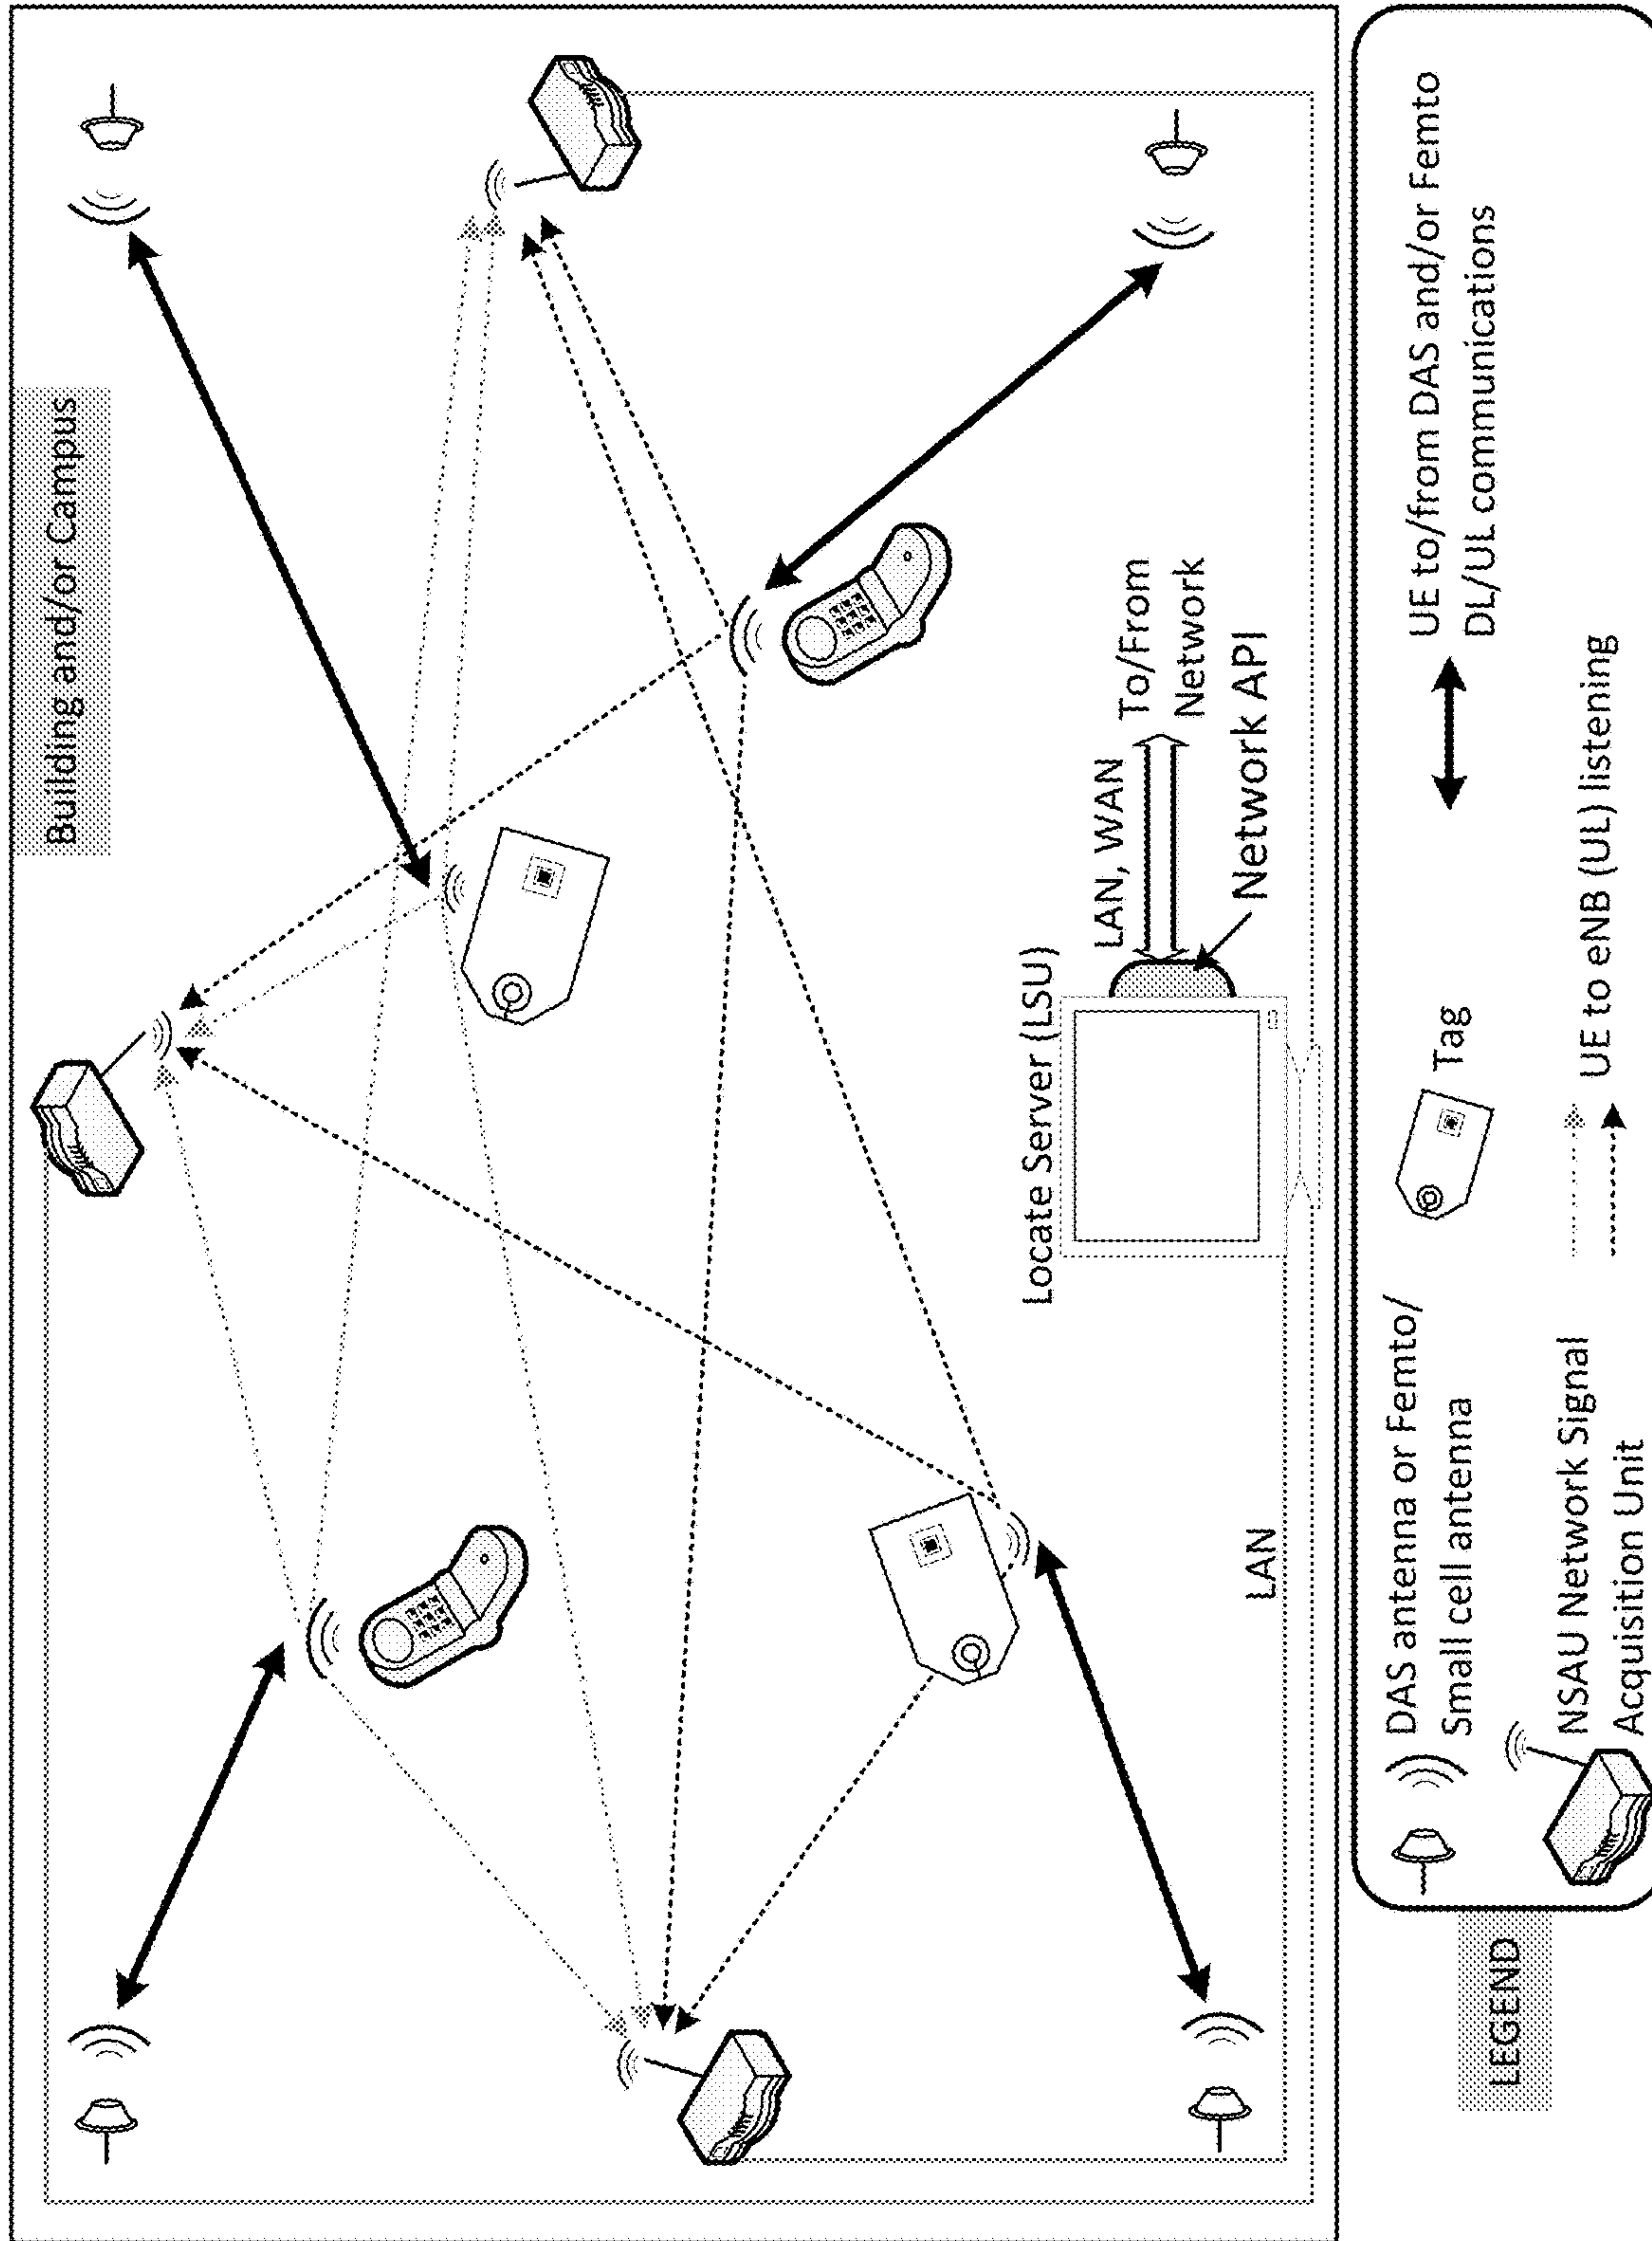 Building and/or Campus
Locate Server (LSU)
LAN, WAN
To/From
Network
Network API
LAN
LEGEND
DAS antenna or Femto/
Small cell antenna
Tag
UE to/from DAS and/or Femto
DL/UL communications
NSAU Network Signal
Acquisition Unit
UE to eNB (UL) listening